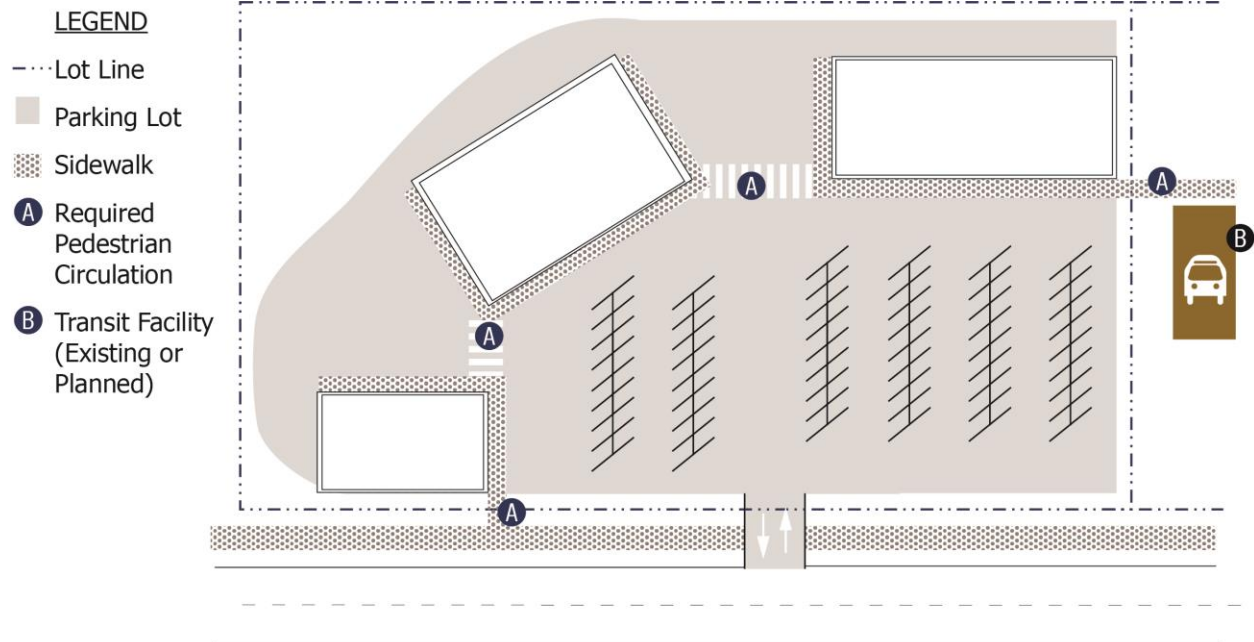 LEGEND
Lot Line
Parking Lot
Sidewalk
A Required
Pedestrian
Circulation
B Transit Facility
(Existing or
Planned)
A
A
B
A
A